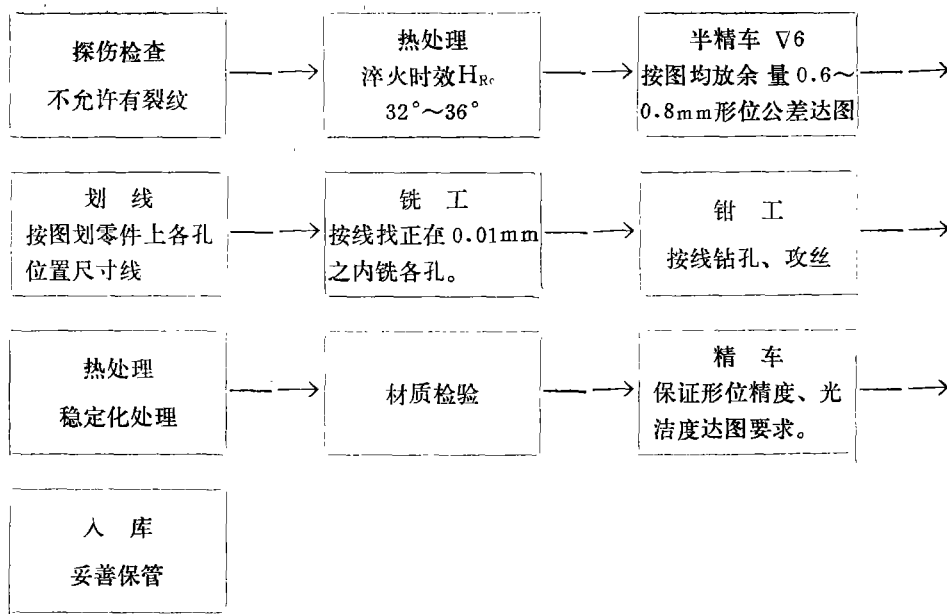 探伤检查
不允许有裂纹
热处理
淬火时效HRc
32°～36°
半精车 ∇6
按图均放余 量 0.6～
0.8mm形位公差达图
划 线
按图划零件上各孔
位置尺寸线
铣 工
按线找正在 0.01mm
之内铣各孔。
钳 工
按线钻孔、攻丝
热处理
稳定化处理
材质检验
精 车
保证形位精度、光
洁度达图要求。
入 库
妥善保管